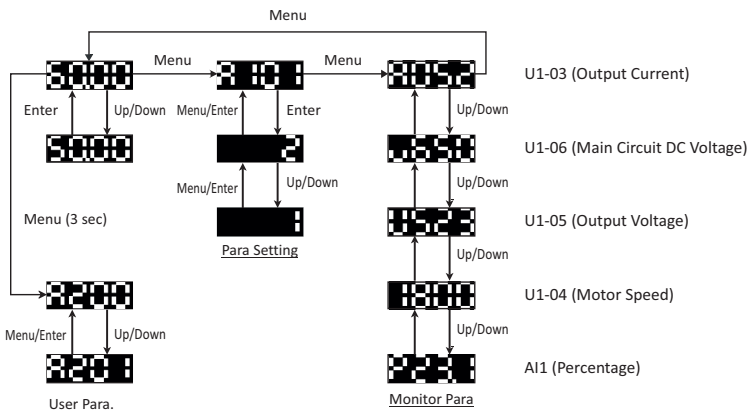 Menu
Menu
Menu
U1-03 (Output Current)
Enter
Up/Down
Menu/Enter
Enter
Up/Down
U1-06 (Main Circuit DC Voltage)
Menu/Enter
Up/Down
Up/Down
Menu (3 sec)
U1-05 (Output Voltage)
Para Setting
Up/Down
U1-04 (Motor Speed)
Menu/Enter
Up/Down
Up/Down
AI1 (Percentage)
User Para.
Monitor Para